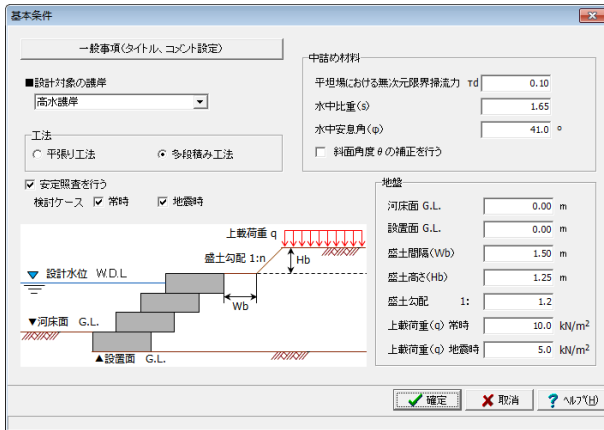 基本条件
一般事項(タイトル、コメント設定)
■設計対象の護岸
高水護岸
工法
平張り工法 多段積み工法
安定照査を行う
検討ケース 常時 地震時
上載荷重 q
盛土勾配 1:n
Hb
設計水位 W.D.L
Wb
▼河床面 G.L.
▲設置面 G.L.
中詰め材料
平坦場における無次元限界掃流力 τd 0.10
水中比重(s) 1.65
水中安息角(φ) 41.0 °
斜面角度θの補正を行う
地盤
河床面 G.L. 0.00 m
設置面 G.L. 0.00 m
盛土間隔(Wb) 1.50 m
盛土高さ(Hb) 1.25 m
盛土勾配 1: 1.2
上載荷重(q) 常時 10.0 kN/m²
上載荷重(q) 地震時 5.0 kN/m²
確定 取消 ヘルプ(H)